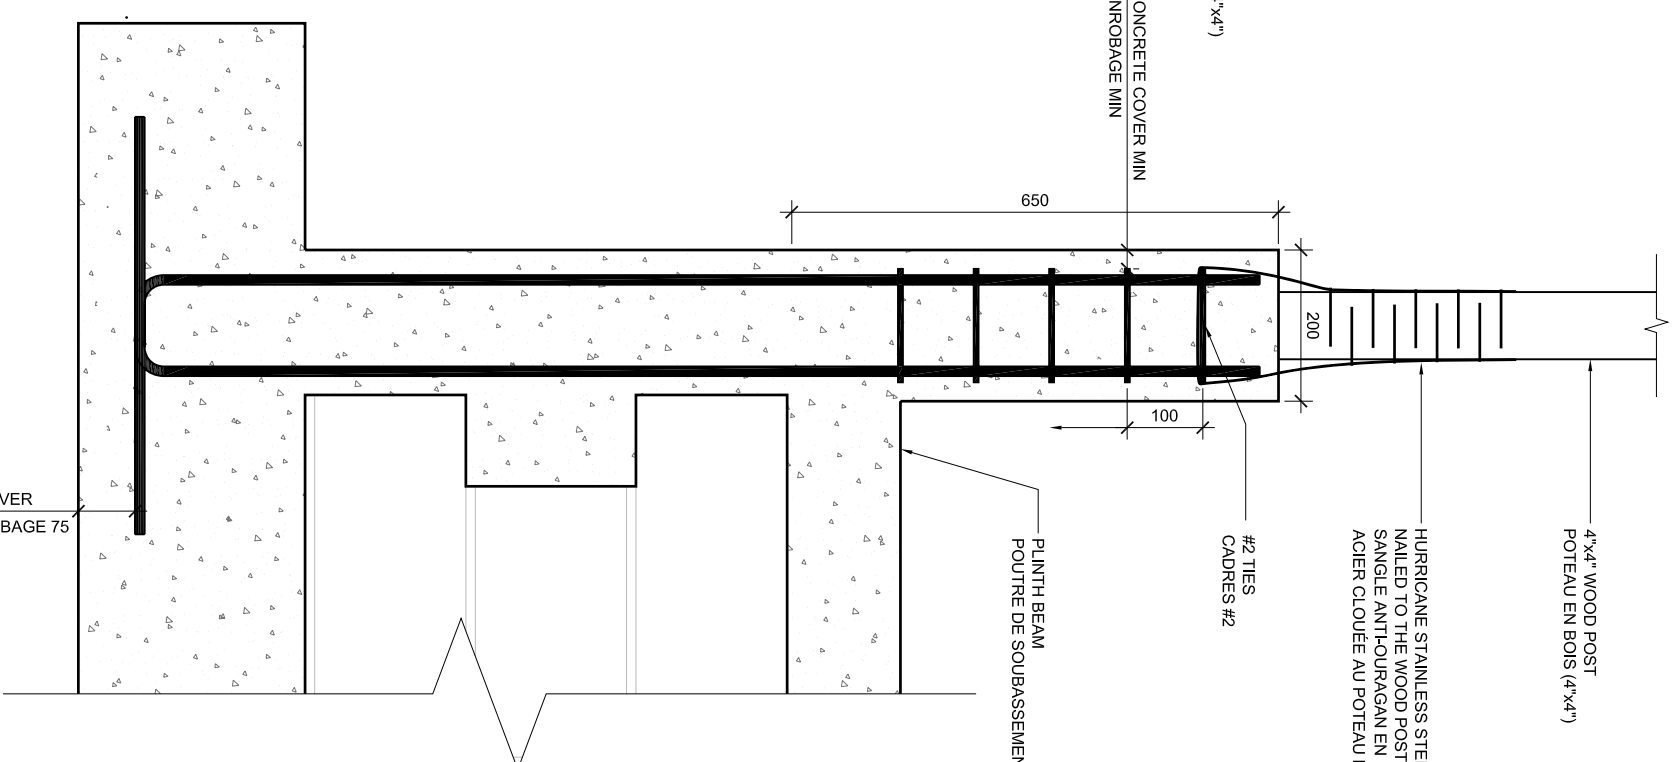 4"x4")
ONCRETE COVER MIN
NROBAGE MIN
650
200
100
VER
BAGE 75
4"x4" WOOD POST
POTEAU EN BOIS (4"x4")
HURRICANE STAINLESS STE
NAILED TO THE WOOD POST
SANGLE ANTI-OURAGAN EN
ACIER CLOUÉE AU POTEAU
#2 TIES
CADRES #2
PLINTH BEAM
POUTRE DE SOUBASSEMEN